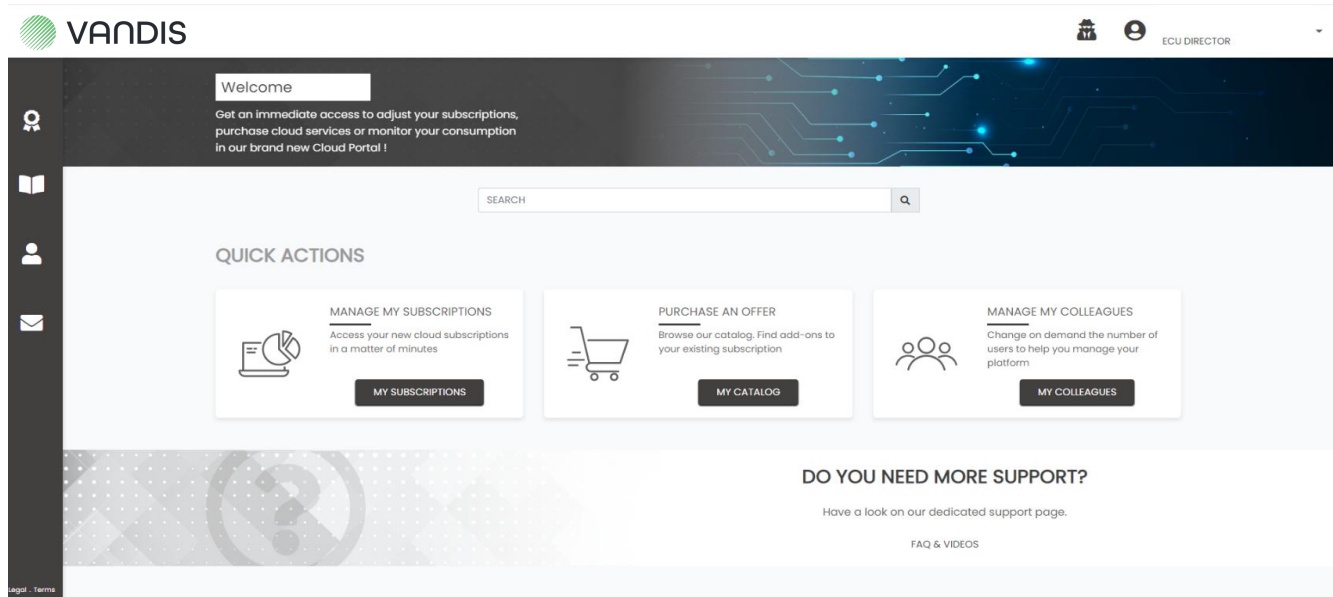 VANDIS
ECU DIRECTOR
Welcome
Get an immediate access to adjust your subscriptions,
purchase cloud services or monitor your consumption
in our brand new Cloud Portal !
SEARCH
QUICK ACTIONS
MANAGE MY SUBSCRIPTIONS
Access your new cloud subscriptions
in a matter of minutes
MY SUBSCRIPTIONS
PURCHASE AN OFFER
Browse our catalog. Find add-ons to
your existing subscription
MY CATALOG
MANAGE MY COLLEAGUES
Change on demand the number of
users to help you manage your
platform
MY COLLEAGUES
DO YOU NEED MORE SUPPORT?
Have a look on our dedicated support page.
FAQ & VIDEOS
Legal . Terms